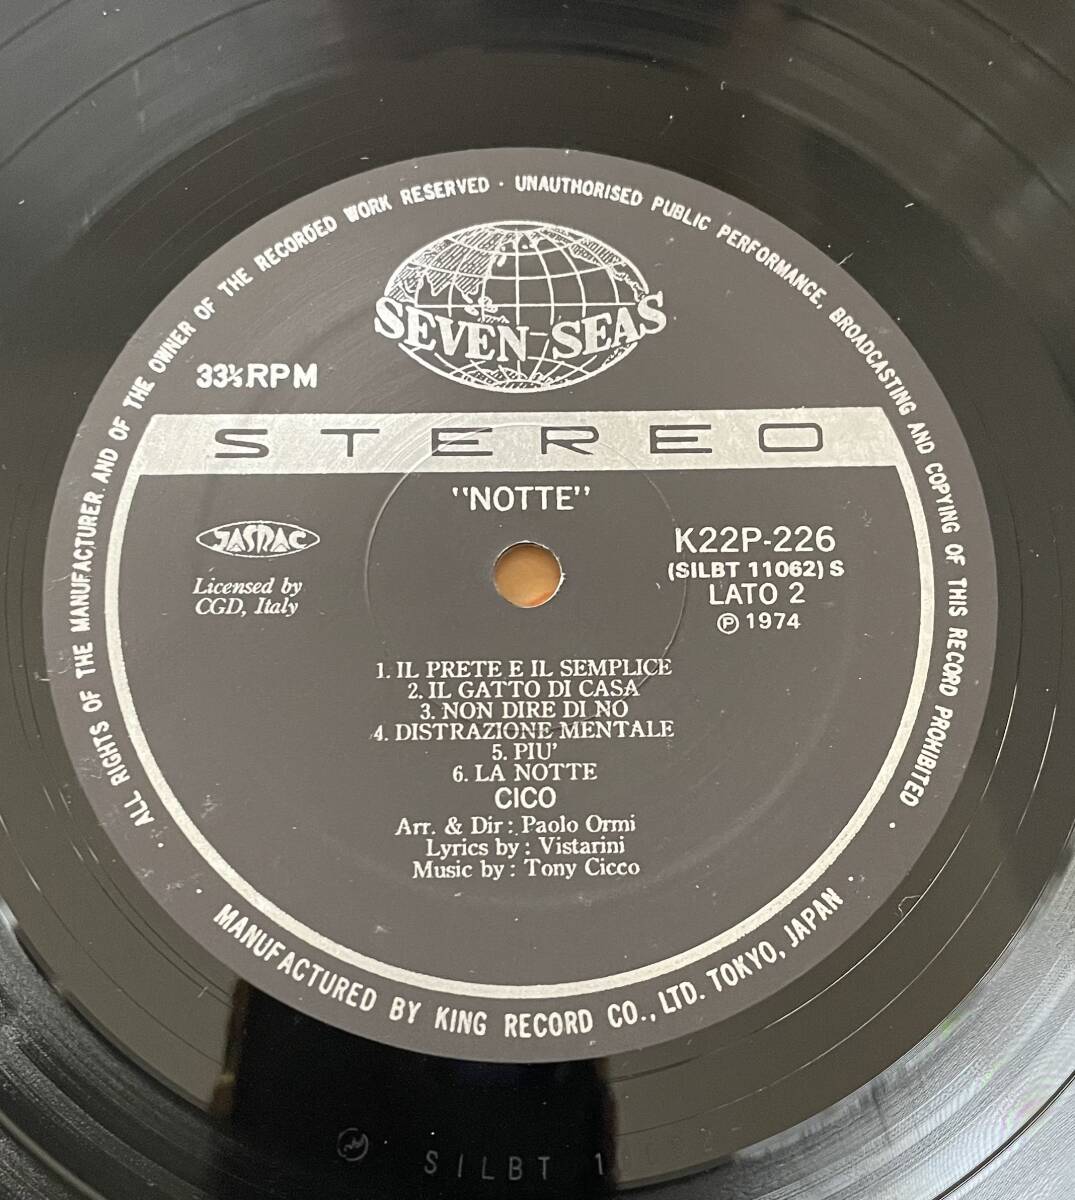 ALL RIGHTS OF THE MANUFACTURER AND OF THE OWNER OF THE RECORDED WORK RESERVED · UNAUTHORISED PUBLIC PERFORMANCE, BROADCASTING AND COPYING OF THIS RECORD PROHIBITED ·
SEVEN SEAS
33⅓RPM
STEREO
"NOTTE"
JASRAC
Licensed by
CGD, Italy
K22P-226
(SILBT 11062) S
LATO 2
℗ 1974
1. IL PRETE E IL SEMPLICE
2. IL GATTO DI CASA
3. NON DIRE DI NO
4. DISTRAZIONE MENTALE
5. PIU'
6. LA NOTTE
CICO
Arr. & Dir : Paolo Ormi
Lyrics by : Vistarini
Music by : Tony Cicco
· MANUFACTURED BY KING RECORD CO., LTD. TOKYO, JAPAN ·
SILBT 1